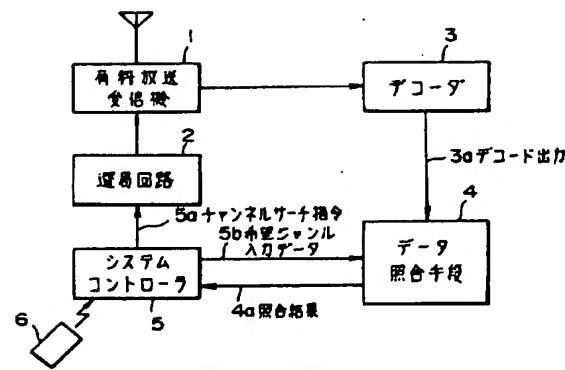 1
有料放送
受信機
3
デコーダ
2
選局回路
3aデコード出力
5aチャンネルサーチ指令
5b希望ジャンル
入力データ
4
システム
コントローラ
データ
照合手段
4a照合結果
5
6